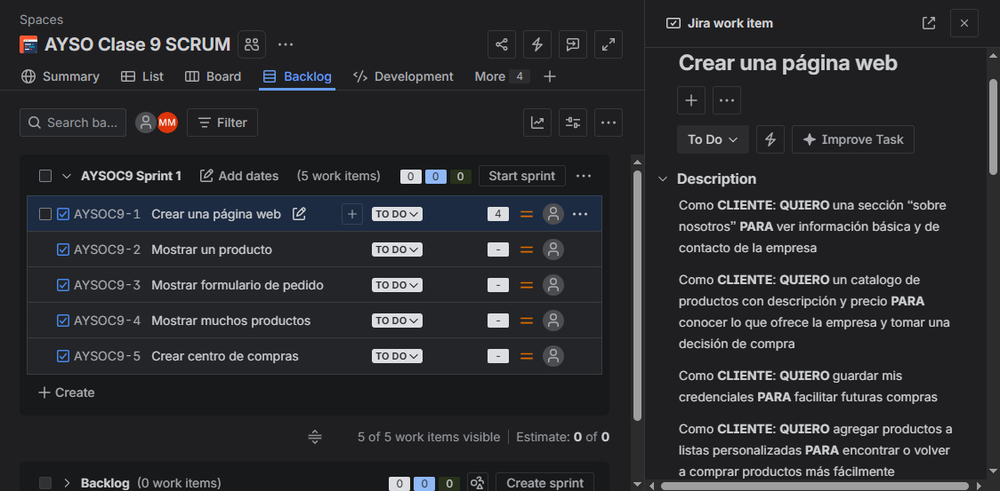 Spaces
AYSO Clase 9 SCRUM
Summary
List
Board
Backlog
Development
More 4
Search ba...
MM
Filter
AYSOC9 Sprint 1 Add dates (5 work items) 0 0 0 Start sprint
AYSOC9-1 Crear una página web TO DO 4
AYSOC9-2 Mostrar un producto TO DO -
AYSOC9-3 Mostrar formulario de pedido TO DO -
AYSOC9-4 Mostrar muchos productos TO DO -
AYSOC9-5 Crear centro de compras TO DO -
+ Create
5 of 5 work items visible | Estimate: 0 of 0
Backlog (0 work items) 0 0 0 Create sprint
Jira work item
Crear una página web
To Do
Improve Task
Description
Como CLIENTE: QUIERO una sección “sobre
nosotros” PARA ver información básica y de
contacto de la empresa
Como CLIENTE: QUIERO un catalogo de
productos con descripción y precio PARA
conocer lo que ofrece la empresa y tomar una
decisión de compra
Como CLIENTE: QUIERO guardar mis
credenciales PARA facilitar futuras compras
Como CLIENTE: QUIERO agregar productos a
listas personalizadas PARA encontrar o volver
a comprar productos más fácilmente